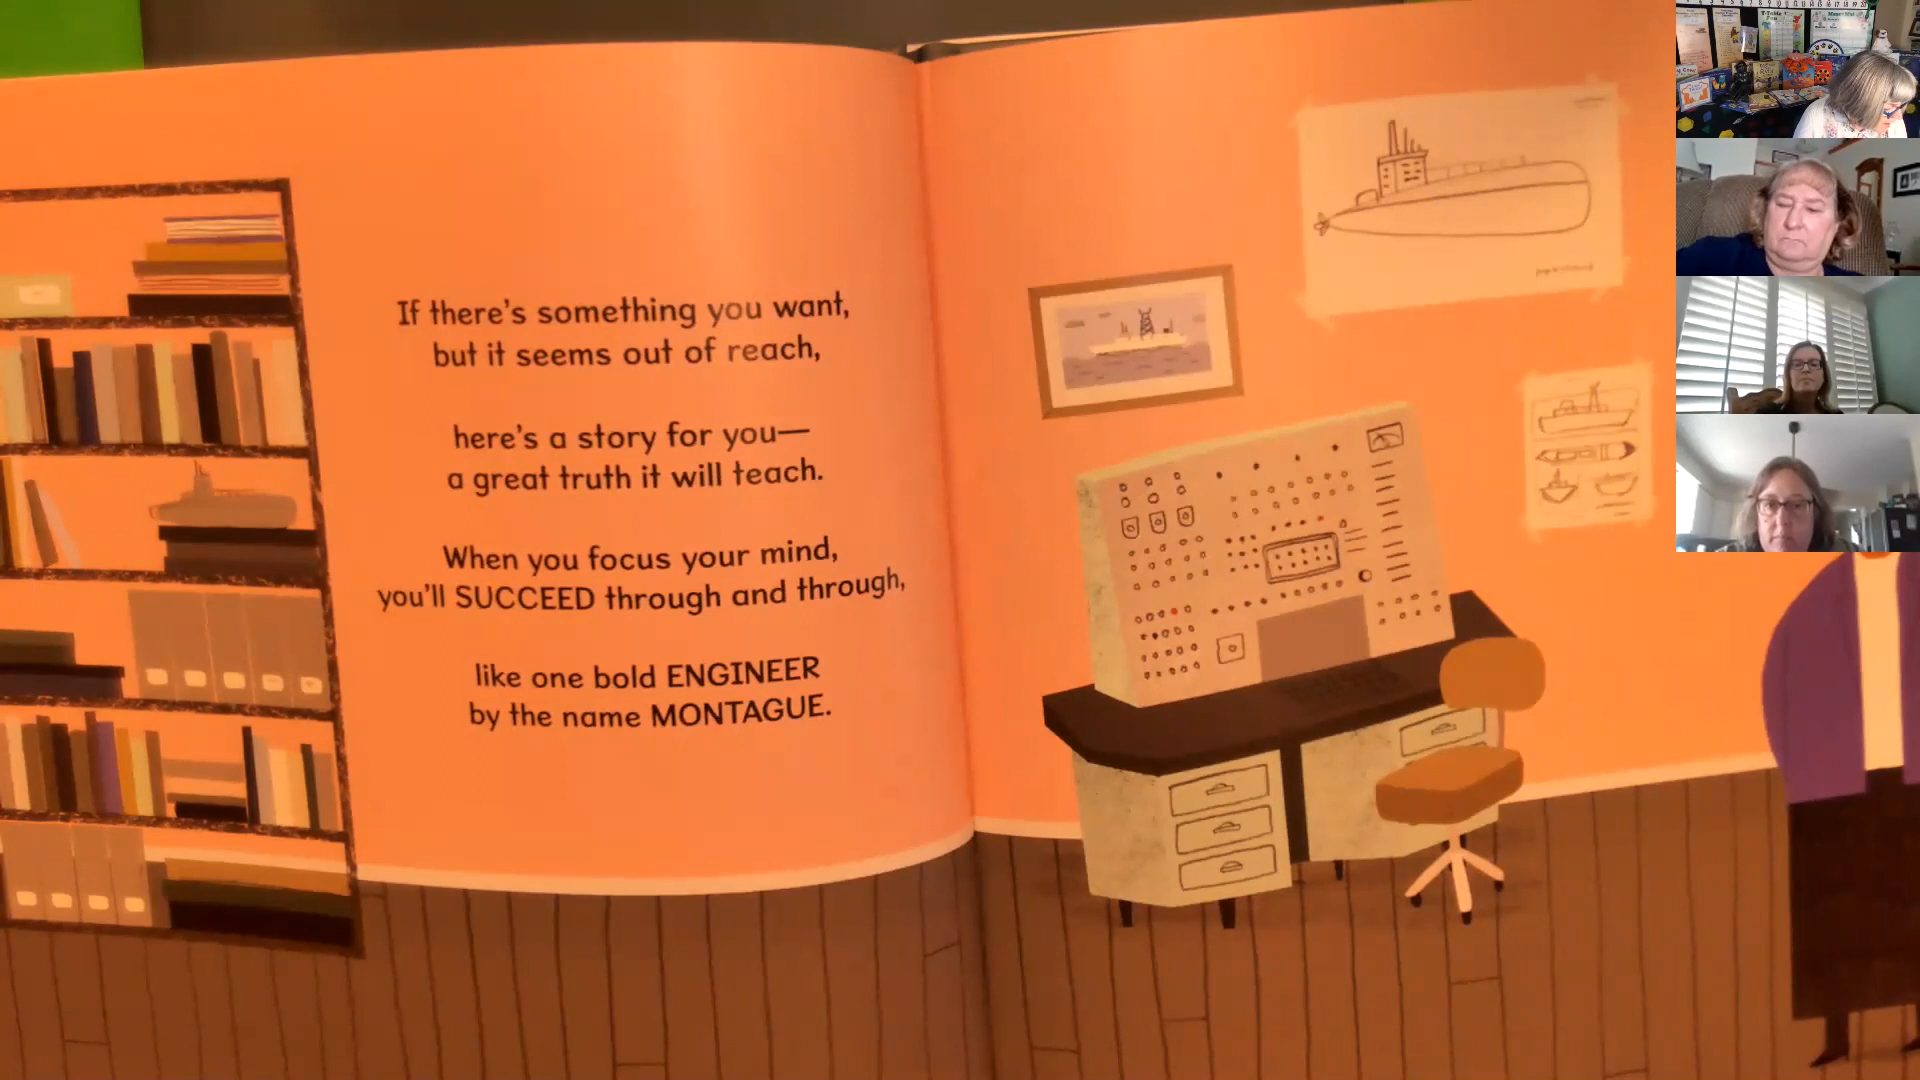 If there's something you want,
but it seems out of reach,
here's a story for you—
a great truth it will teach.
When you focus your mind,
you'll SUCCEED through and through,
like one bold ENGINEER
by the name MONTAGUE.